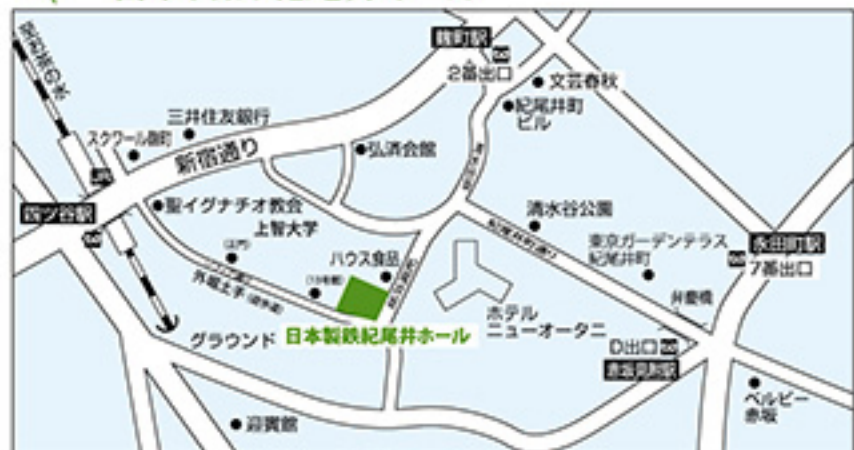 麹町駅
2番出口
文芸春秋
紀尾井町
ビル
三井住友銀行
スクワール麹町
新宿通り
弘済会館
JR
四ツ谷駅
聖イグナチオ教会
上智大学
清水谷公園
紀尾井町通り
東京ガーデンテラス
紀尾井町
永田町駅
7番出口
ハウス食品
外堀土手
弁慶橋
ホテル
ニューオータニ
グラウンド
日本製鉄紀尾井ホール
D出口
赤坂見附駅
ベルビー
赤坂
迎賓館